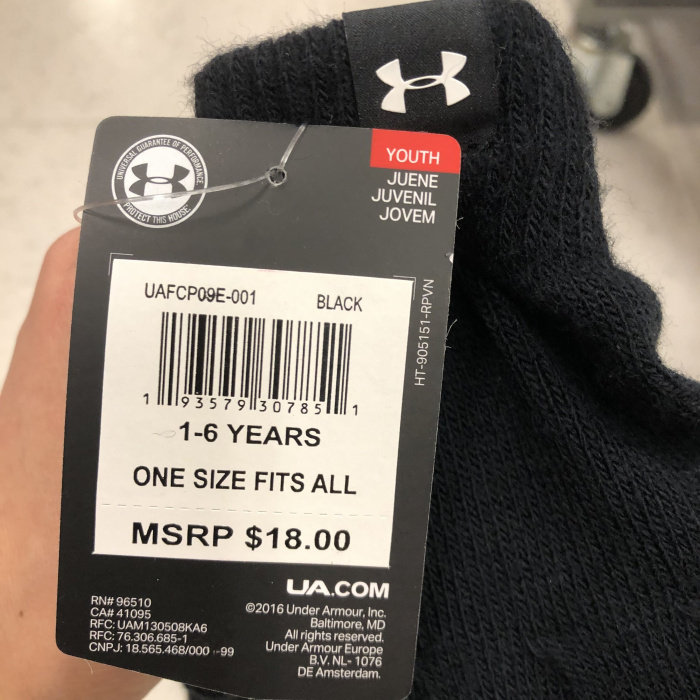 UNIVERSAL GUARANTEE OF PERFORMANCE
PROTECT THIS HOUSE
YOUTH
JUENE
JUVENIL
JOVEM
HT-905151-RPVN
UAFCP09E-001 BLACK
1 93579 30785 1
1-6 YEARS
ONE SIZE FITS ALL
MSRP $18.00
UA.COM
RN# 96510
CA# 41095
RFC: UAM130508KA6
RFC: 76.306.685-1
CNPJ: 18.565.468/000 -99
©2016 Under Armour, Inc.
Baltimore, MD
All rights reserved.
Under Armour Europe
B.V. NL- 1076
DE Amsterdam.